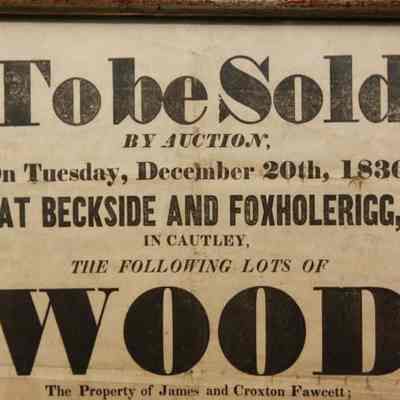 To be Sold
BY AUCTION,
On Tuesday, December 20th, 1836
AT BECKSIDE AND FOXHOLERIGG,
IN CAUTLEY,
THE FOLLOWING LOTS OF
WOOD
The Property of James and Croxton Fawcett;